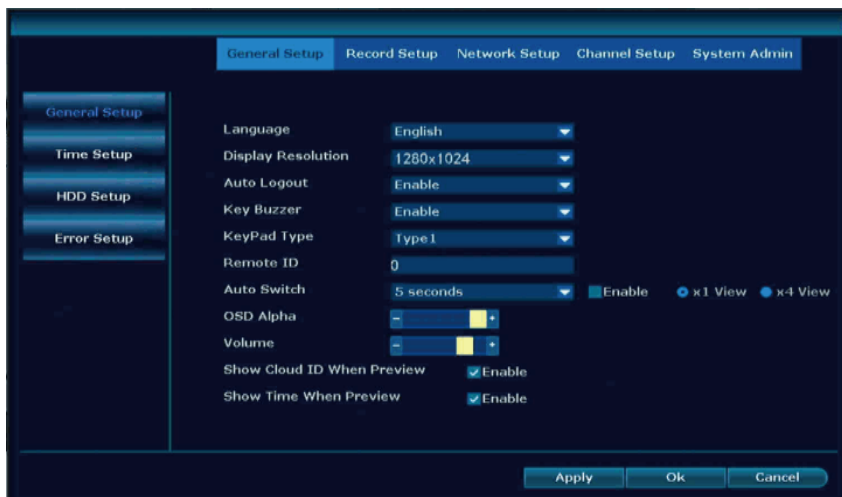 General Setup Record Setup Network Setup Channel Setup System Admin
General Setup
Time Setup
HDD Setup
Error Setup
Language English
Display Resolution 1280x1024
Auto Logout Enable
Key Buzzer Enable
KeyPad Type Type1
Remote ID 0
Auto Switch 5 seconds Enable x1 View x4 View
OSD Alpha - +
Volume - +
Show Cloud ID When Preview Enable
Show Time When Preview Enable
Apply Ok Cancel